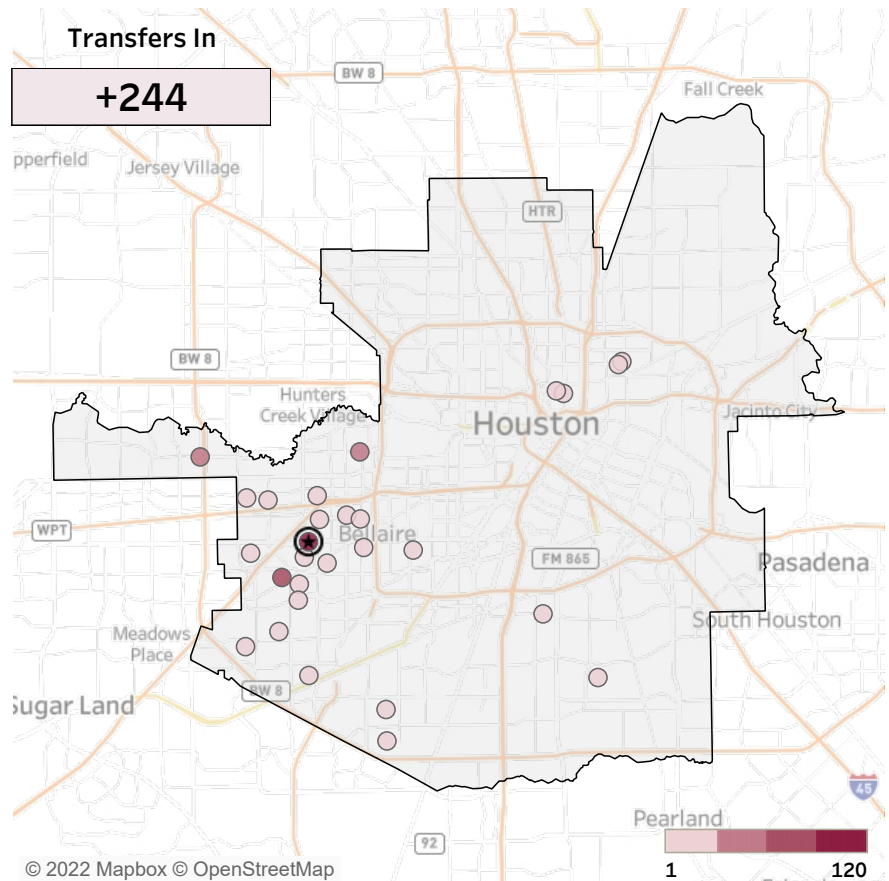 Transfers In
+244
BW 8
Fall Creek
pperfield
Jersey Village
HTR
BW 8
Hunters
Creek Village
Jacinto City
Houston
WPT
Bellaire
FM 865
Pasadena
South Houston
Meadows
Place
BW 8
Sugar Land
45
Pearland
92
1
120
© 2022 Mapbox © OpenStreetMap